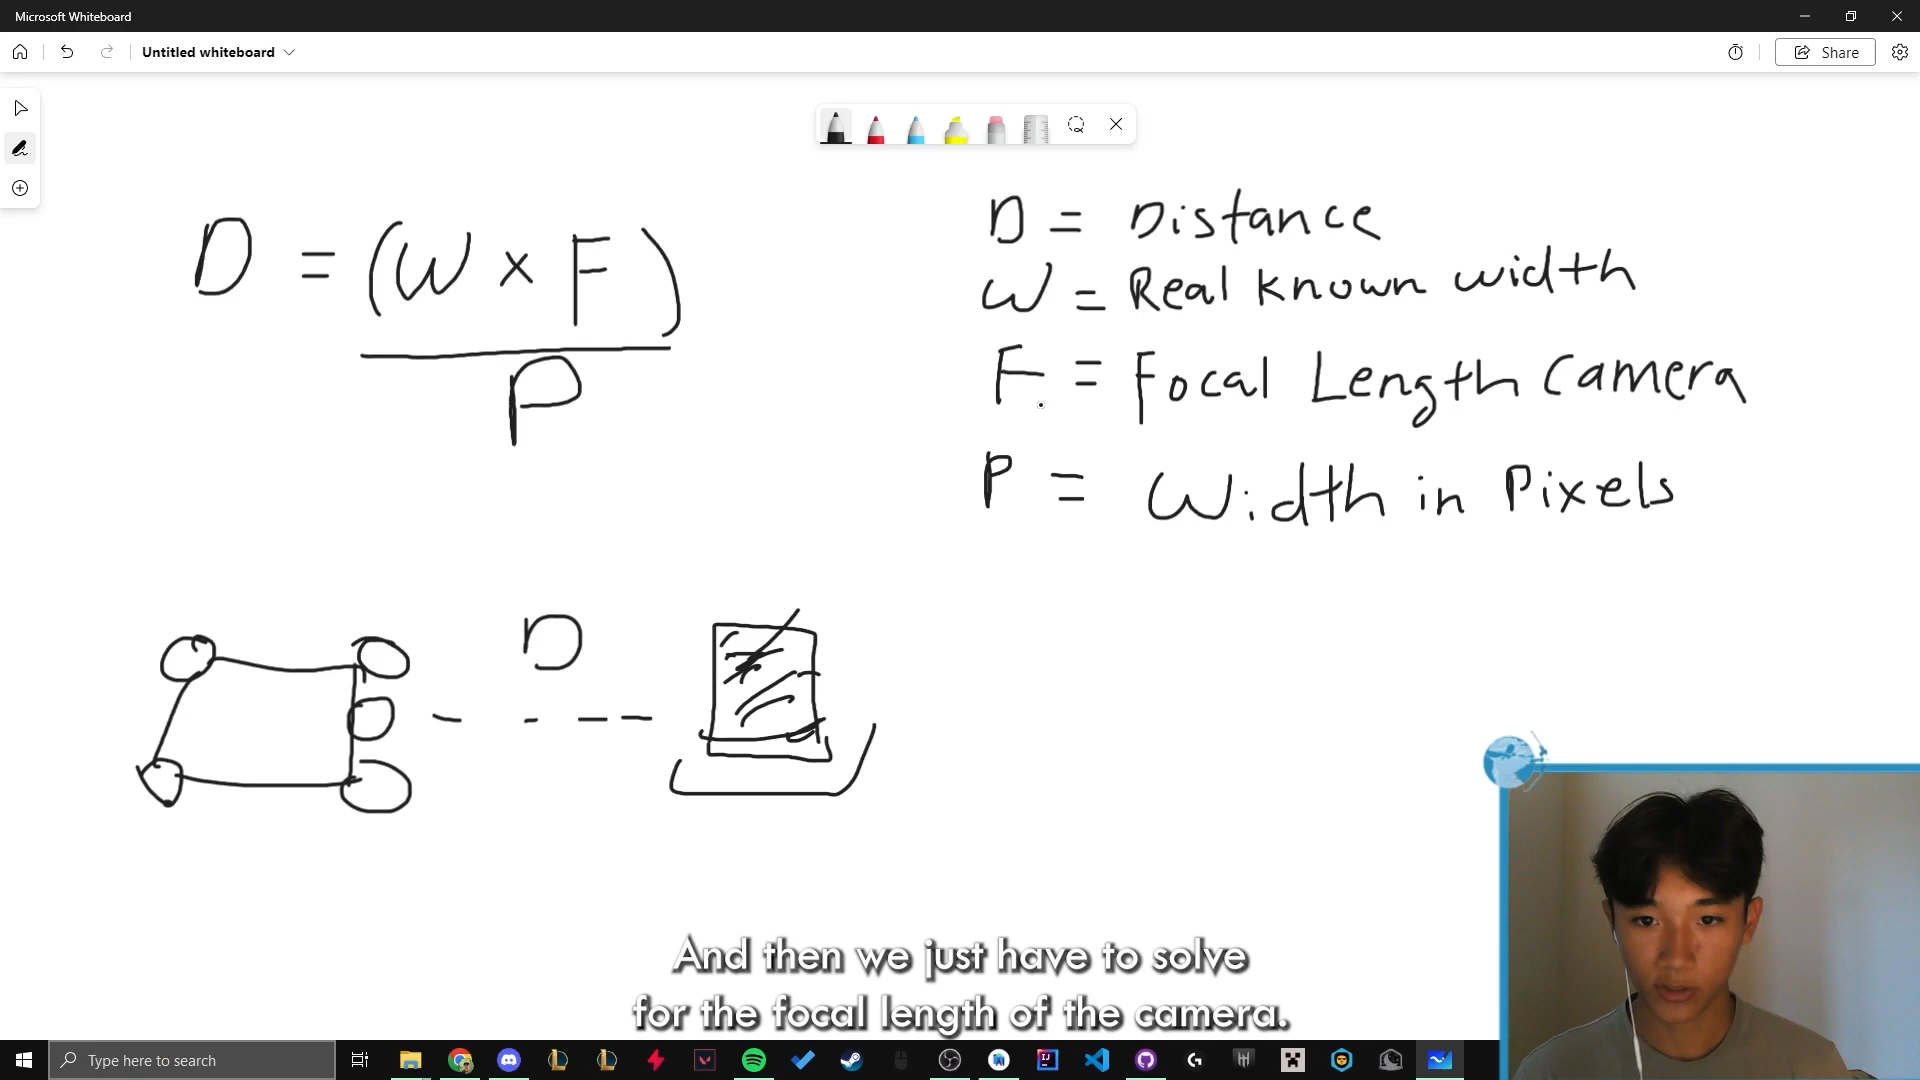 Microsoft Whiteboard
Untitled whiteboard
Share
D = (W x F)
P
D = Distance
W = Real known width
F = Focal Length Camera
P = Width in Pixels
D
And then we just have to solve
for the focal length of the camera.
Type here to search